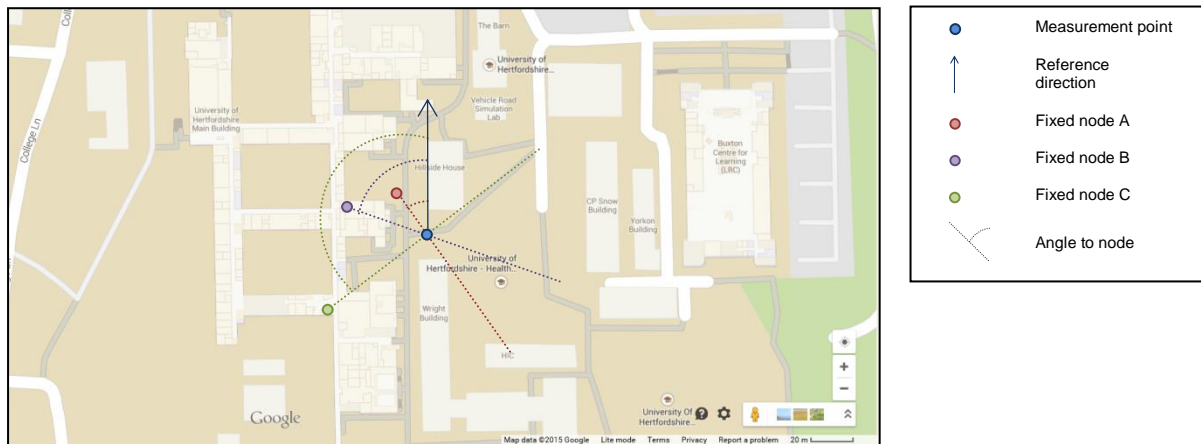 College Ln
College Ln
The Barn
University of
Hertfordshire...
Vehicle Road
Simulation
Lab
University of
Hertfordshire
Main Building
Hillside House
Buxton
Centre for
Learning
(LRC)
CP Snow
Building
Yorkon
Building
University of
Hertfordshire - Health...
Wright
Building
HIC
Google
University Of
Hertfordshire...
Map data ©2015 Google Lite mode Terms Privacy Report a problem 20 m
Measurement point
Reference
direction
Fixed node A
Fixed node B
Fixed node C
Angle to node